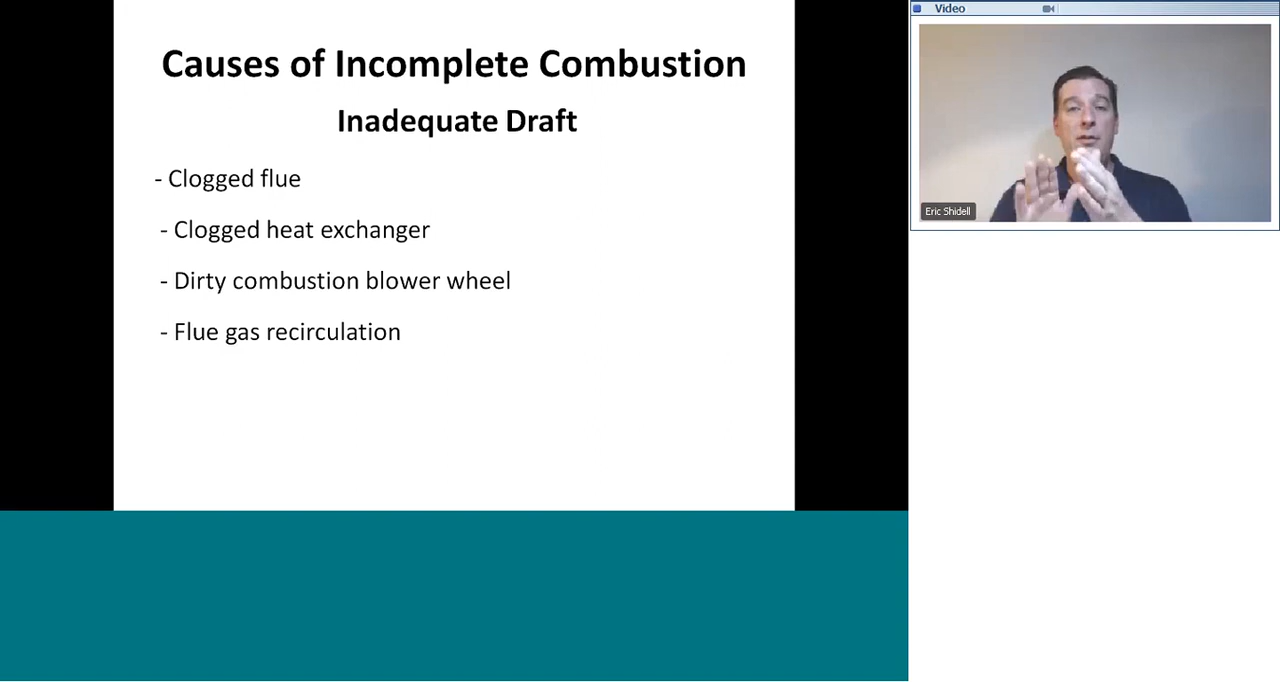 Causes of Incomplete Combustion
Inadequate Draft
- Clogged flue
- Clogged heat exchanger
- Dirty combustion blower wheel
- Flue gas recirculation
Video
Eric Shidell